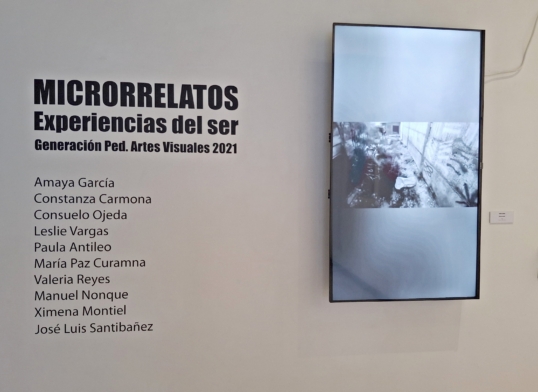 MICRORRELATOS
Experiencias del ser
Generación Ped. Artes Visuales 2021
Amaya García
Constanza Carmona
Consuelo Ojeda
Leslie Vargas
Paula Antileo
María Paz Curamna
Valeria Reyes
Manuel Nonque
Ximena Montiel
José Luis Santibañez